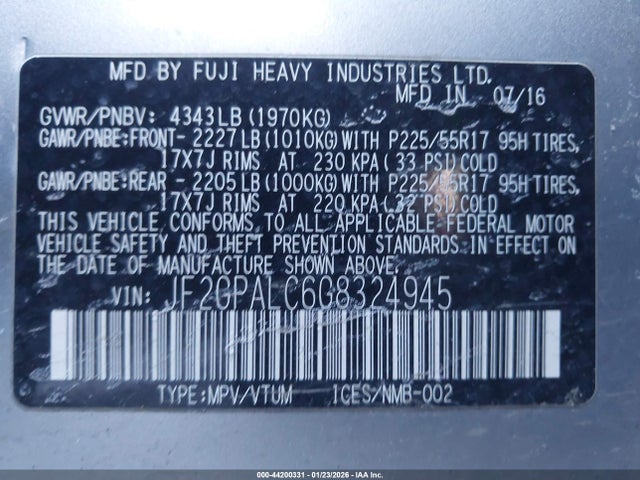 MFD BY FUJI HEAVY INDUSTRIES LTD.
MFD IN 07/16
GVWR/PNBV: 4343LB (1970KG)
GAWR/PNBE:FRONT- 2227LB (1010KG) WITH P225/55R17 95H TIRES,
17X7J RIMS AT 230 KPA (33 PSI) COLD
GAWR/PNBE:REAR - 2205LB (1000KG) WITH P225/55R17 95H TIRES,
17X7J RIMS AT 220 KPA (32 PSI) COLD
THIS VEHICLE CONFORMS TO ALL APPLICABLE FEDERAL MOTOR
VEHICLE SAFETY AND THEFT PREVENTION STANDARDS IN EFFECT ON
THE DATE OF MANUFACTURE SHOWN ABOVE.
VIN: JF2GPALC6G8324945
TYPE:MPV/VTUM ICES/NMB-002
000-44200331 - 01/23/2026 - IAA Inc.